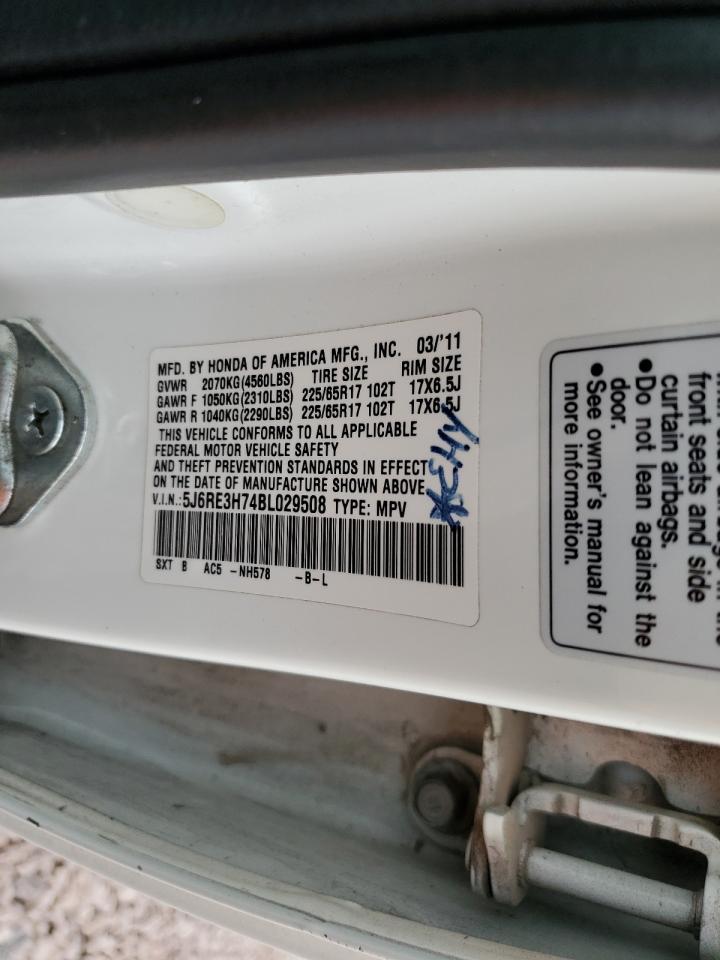 MFD. BY HONDA OF AMERICA MFG., INC. 03/'11
GVWR 2070KG(4560LBS) TIRE SIZE RIM SIZE
GAWR F 1050KG(2310LBS) 225/65R17 102T 17X6.5J
GAWR R 1040KG(2290LBS) 225/65R17 102T 17X6.5J
THIS VEHICLE CONFORMS TO ALL APPLICABLE
FEDERAL MOTOR VEHICLE SAFETY
AND THEFT PREVENTION STANDARDS IN EFFECT
ON THE DATE OF MANUFACTURE SHOWN ABOVE
V.I.N.:5J6RE3H74BL029508 TYPE: MPV
SXT B AC5 -NH578 -B-L
front seats and side
curtain airbags.
●Do not lean against the
door.
●See owner's manual for
more information.